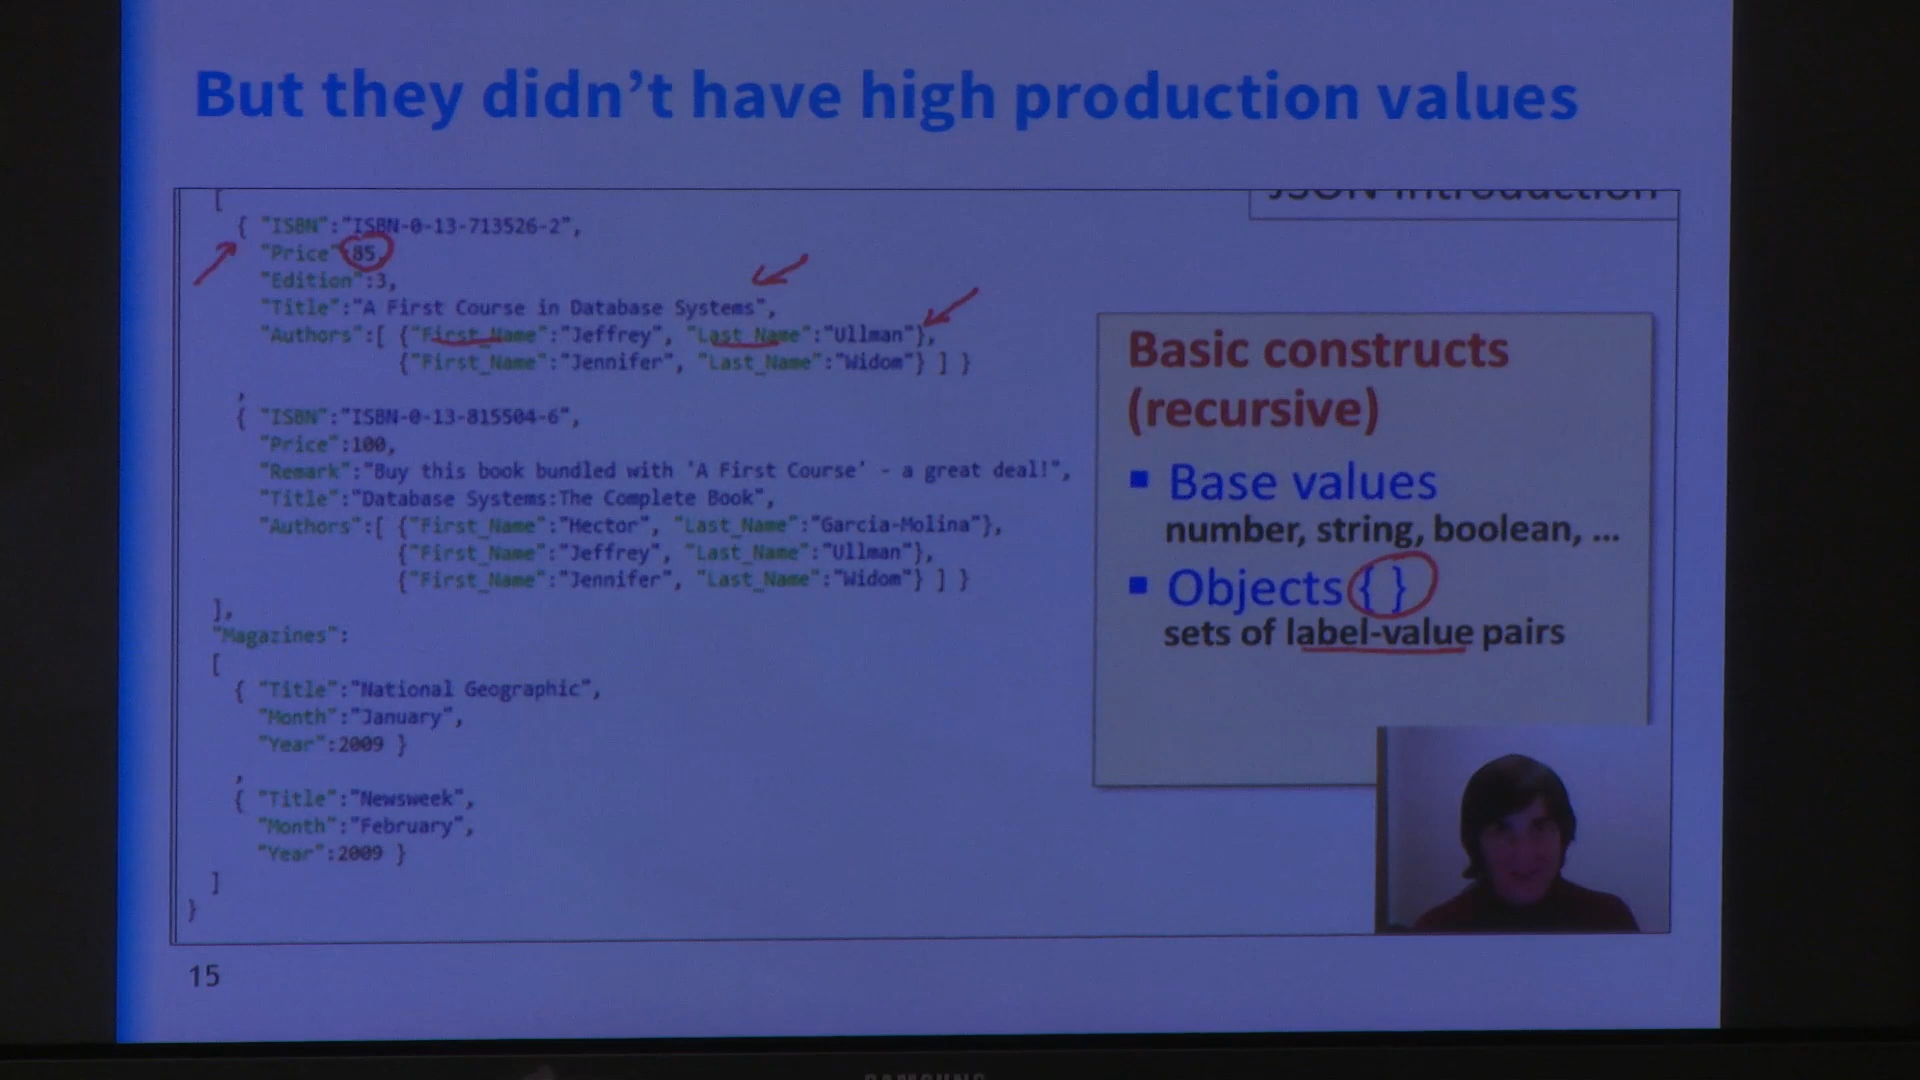 But they didn't have high production values
JSON Introduction
[
{ "ISBN":"ISBN-0-13-713526-2",
"Price":85,
"Edition":3,
"Title":"A First Course in Database Systems",
"Authors":[ {"First_Name":"Jeffrey", "Last_Name":"Ullman"},
{"First_Name":"Jennifer", "Last_Name":"Widom"} ] }
,
{ "ISBN":"ISBN-0-13-815504-6",
"Price":100,
"Remark":"Buy this book bundled with 'A First Course' - a great deal!",
"Title":"Database Systems:The Complete Book",
"Authors":[ {"First_Name":"Hector", "Last_Name":"Garcia-Molina"},
{"First_Name":"Jeffrey", "Last_Name":"Ullman"},
{"First_Name":"Jennifer", "Last_Name":"Widom"} ] }
],
"Magazines":
[
{ "Title":"National Geographic",
"Month":"January",
"Year":2009 }
,
{ "Title":"Newsweek",
"Month":"February",
"Year":2009 }
]
}
Basic constructs
(recursive)
▪ Base values
number, string, boolean, ...
▪ Objects { }
sets of label-value pairs
15
SAMSUNG